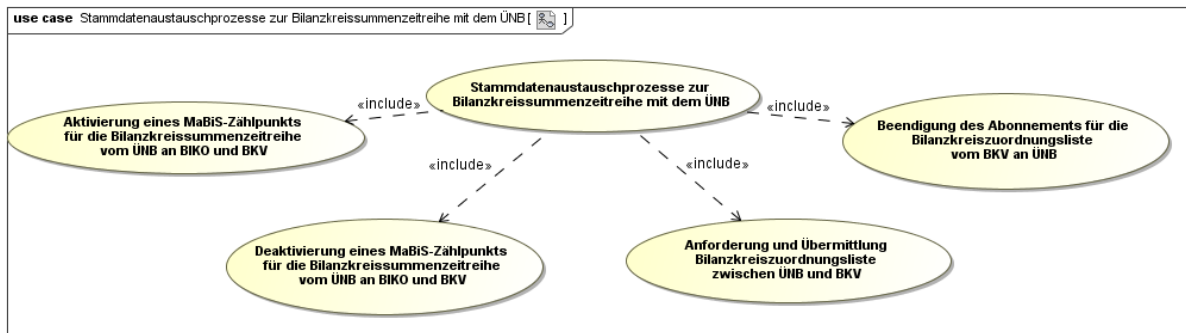 use case Stammdatenaustauschprozesse zur Bilanzkreissummenzeitreihe mit dem ÜNB [ ]
Stammdatenaustauschprozesse zur
Bilanzkreissummenzeitreihe mit dem ÜNB
«include»
«include»
«include»
«include»
Aktivierung eines MaBiS-Zählpunkts
für die Bilanzkreissummenzeitreihe
vom ÜNB an BIKO und BKV
Beendigung des Abonnements für die
Bilanzkreiszuordnungsliste
vom BKV an ÜNB
Deaktivierung eines MaBiS-Zählpunkts
für die Bilanzkreissummenzeitreihe
vom ÜNB an BIKO und BKV
Anforderung und Übermittlung
Bilanzkreiszuordnungsliste
zwischen ÜNB und BKV